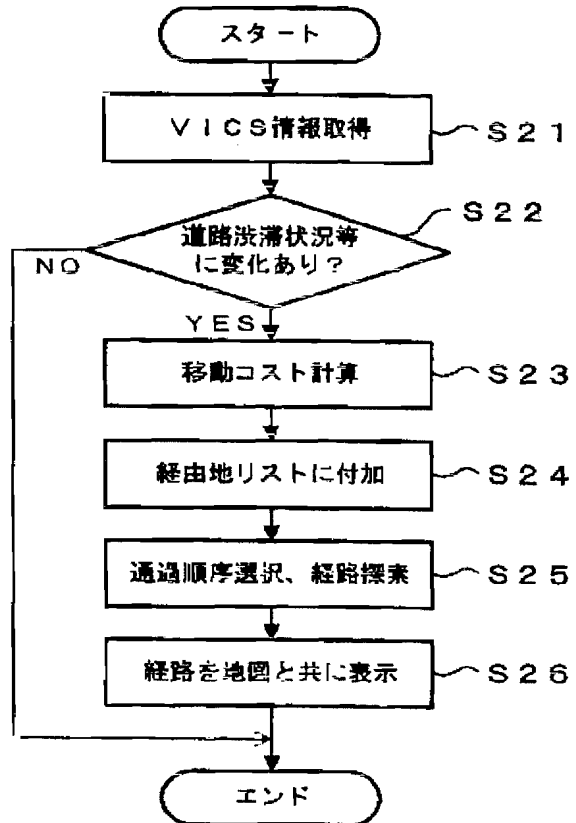 スタート
ＶＩＣＳ情報取得
Ｓ２１
道路渋滞状況等
に変化あり？
Ｓ２２
ＮＯ
ＹＥＳ
移動コスト計算
Ｓ２３
経由地リストに付加
Ｓ２４
通過順序選択、経路探索
Ｓ２５
経路を地図と共に表示
Ｓ２６
エンド